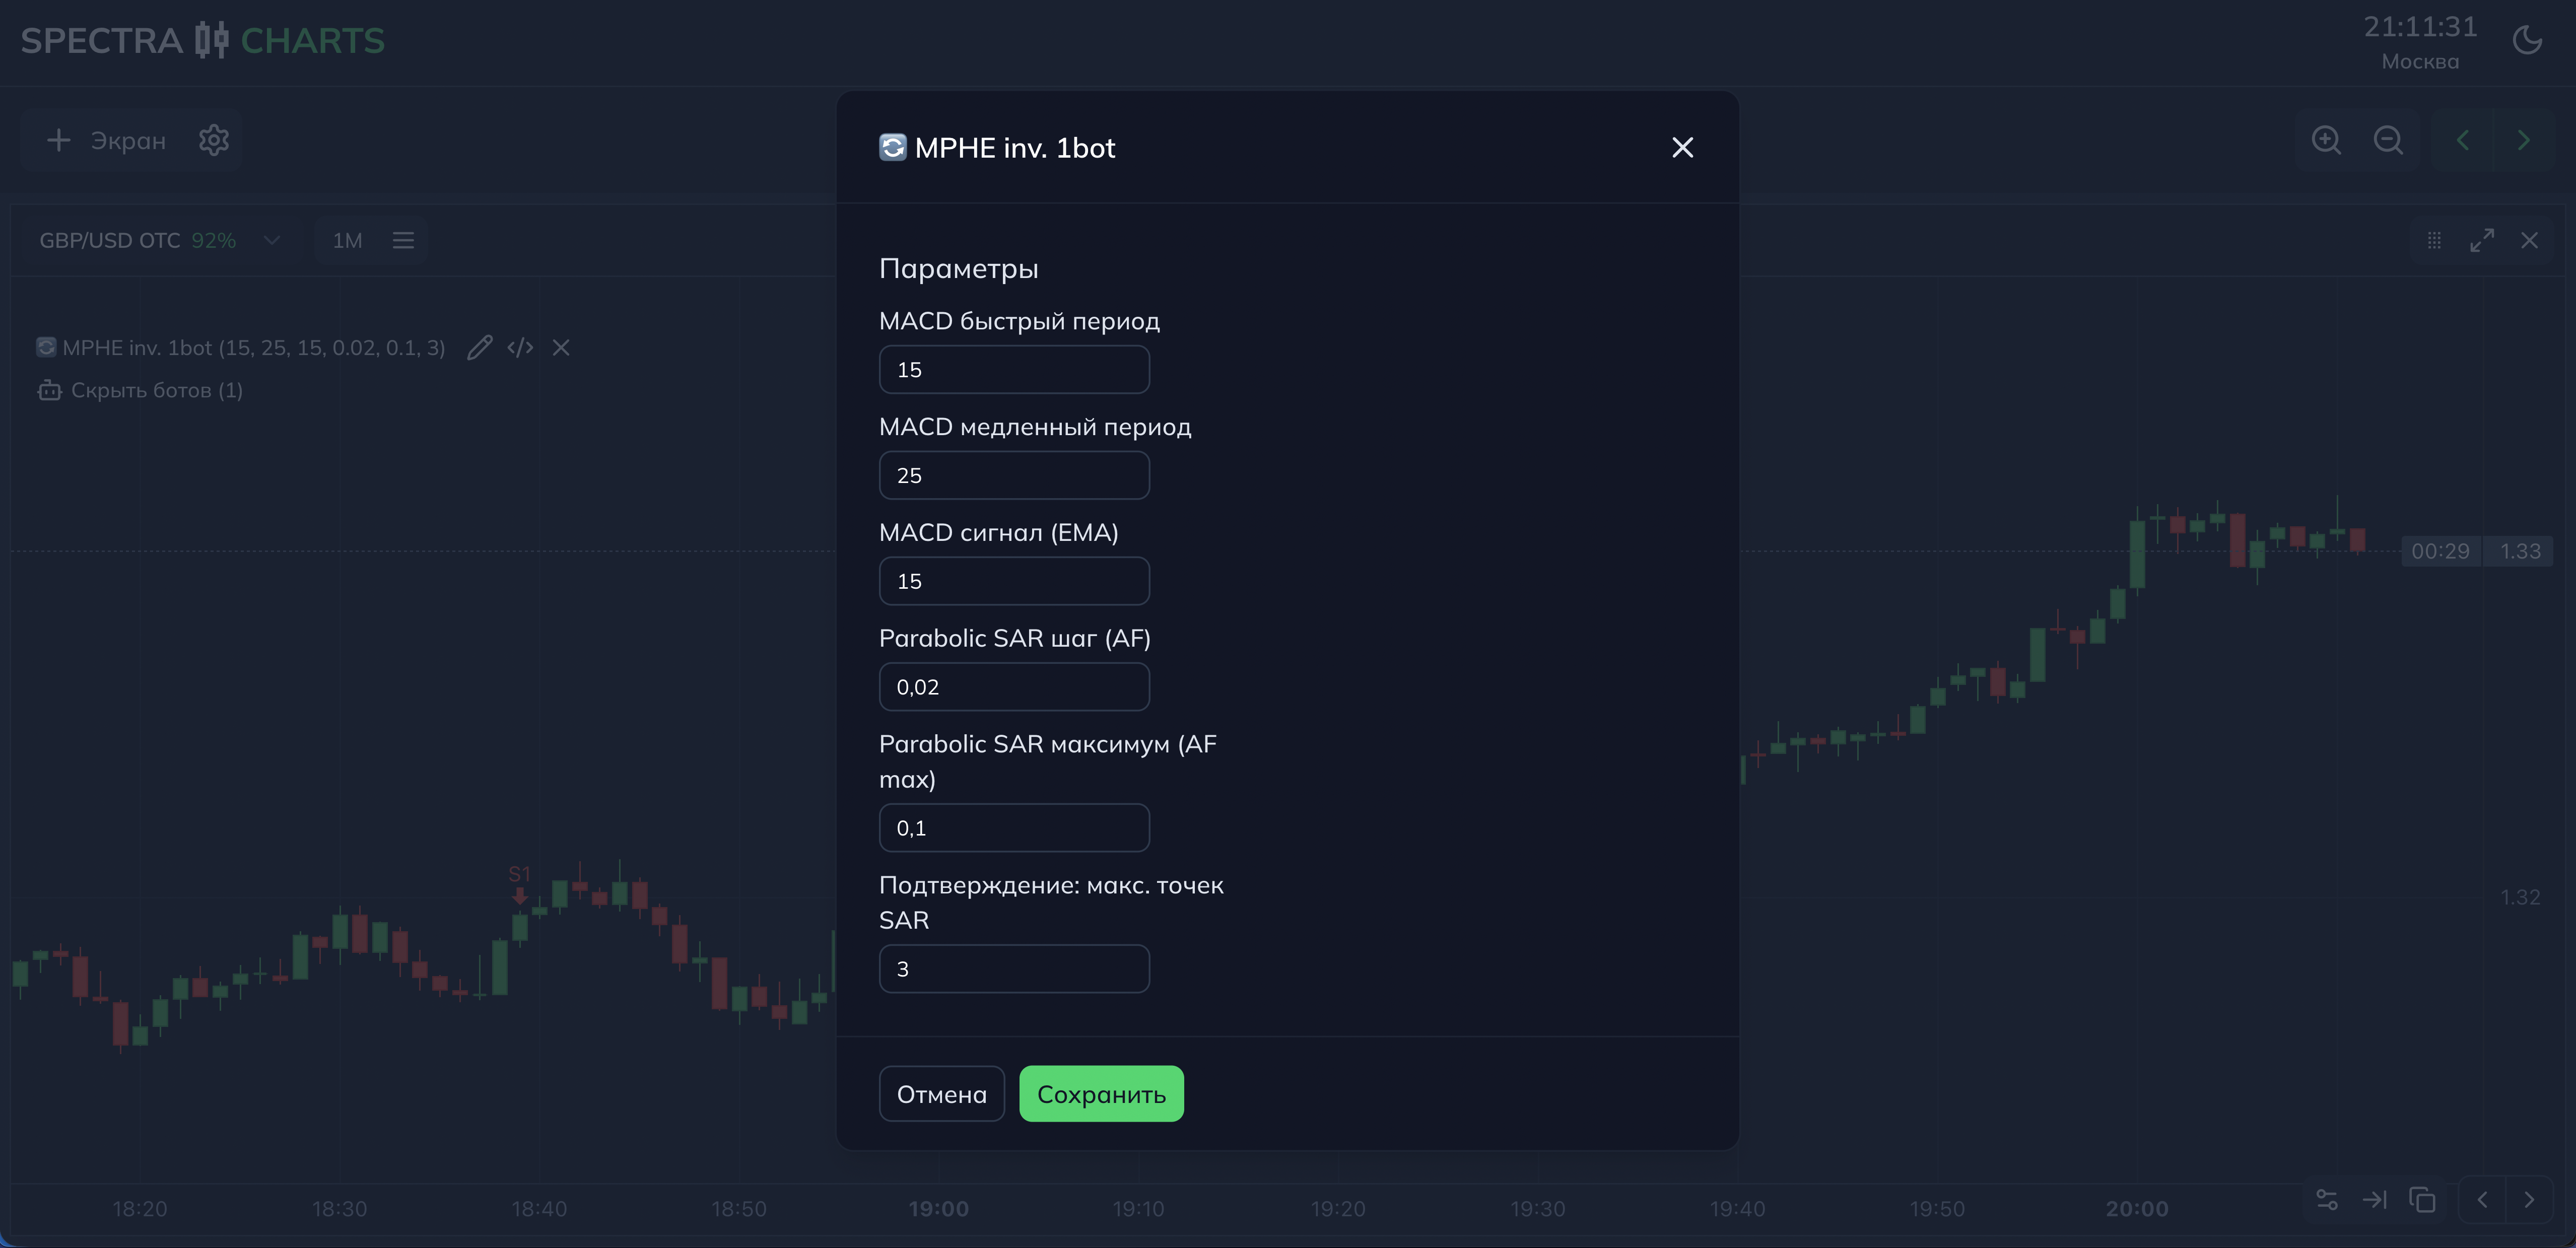 SPECTRA CHARTS
21:11:31
Москва
Экран
GBP/USD OTC 92%
1M
MPHE inv. 1bot (15, 25, 15, 0.02, 0.1, 3)
Скрыть ботов (1)
MPHE inv. 1bot
Параметры
MACD быстрый период
15
MACD медленный период
25
MACD сигнал (EMA)
15
Parabolic SAR шаг (AF)
0,02
Parabolic SAR максимум (AF
max)
0,1
Подтверждение: макс. точек
SAR
3
Отмена
Сохранить
S1
00:29 1.33
1.32
18:20 18:30 18:40 18:50 19:00 19:10 19:20 19:30 19:40 19:50 20:00